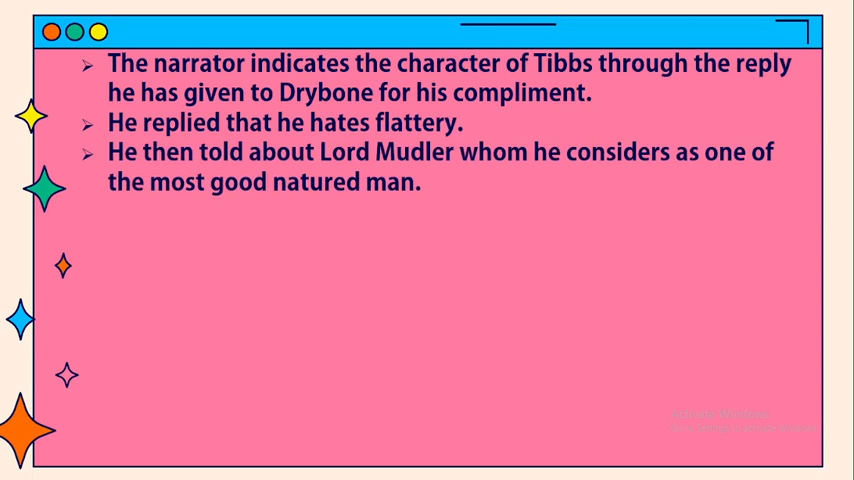 The narrator indicates the character of Tibbs through the reply
he has given to Drybone for his compliment.
He replied that he hates flattery.
He then told about Lord Mudler whom he considers as one of
the most good natured man.
Activate Windows